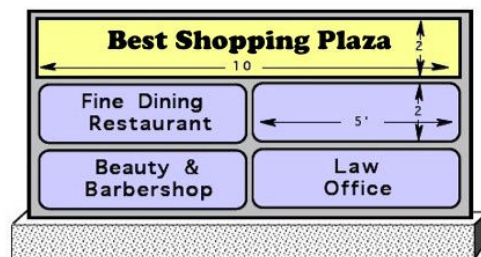 Best Shopping Plaza
2
10
Fine Dining
Restaurant
2
5'
Beauty &
Barbershop
Law
Office